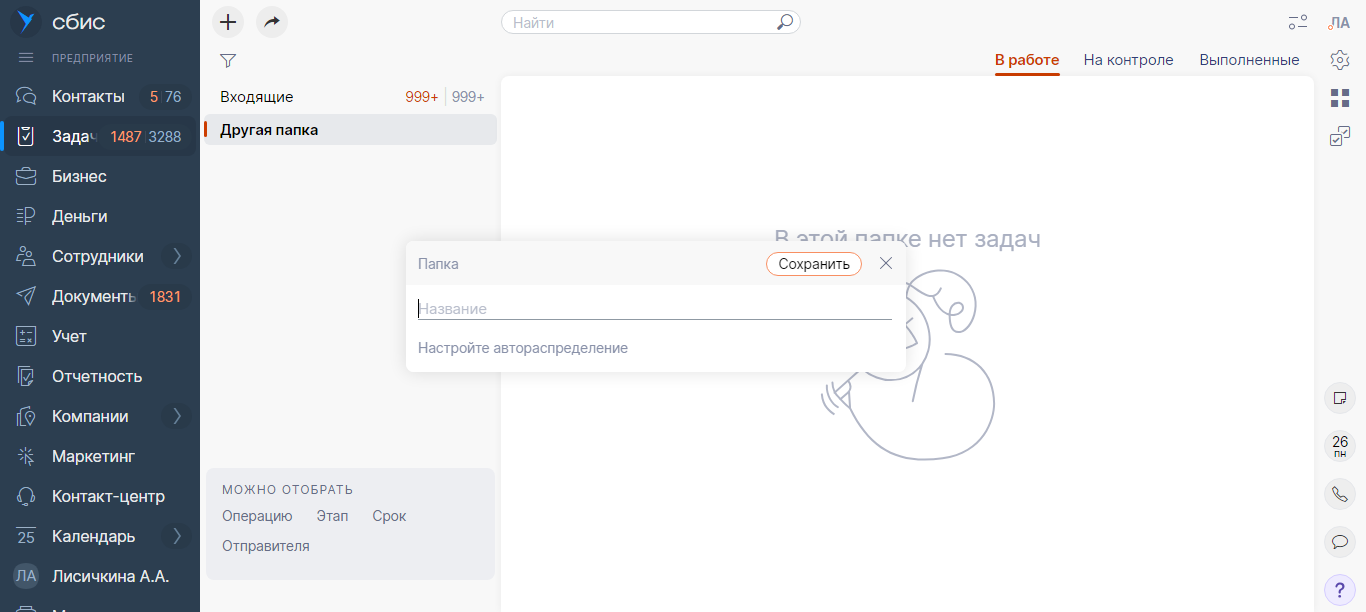 сбис
Найти
ЛА
ПРЕДПРИЯТИЕ
В работе
На контроле
Выполненные
Контакты 5 76
Входящие 999+ 999+
Задач 1487 3288
Другая папка
Бизнес
Деньги
В этой папке нет задач
Сотрудники
Папка
Сохранить
Документы 1831
Название
Учет
Настройте автораспределение
Отчетность
Компании
26
пн
Маркетинг
МОЖНО ОТОБРАТЬ
Контакт-центр
Операцию Этап Срок
25 Календарь
Отправителя
ЛА Лисичкина А.А.
?